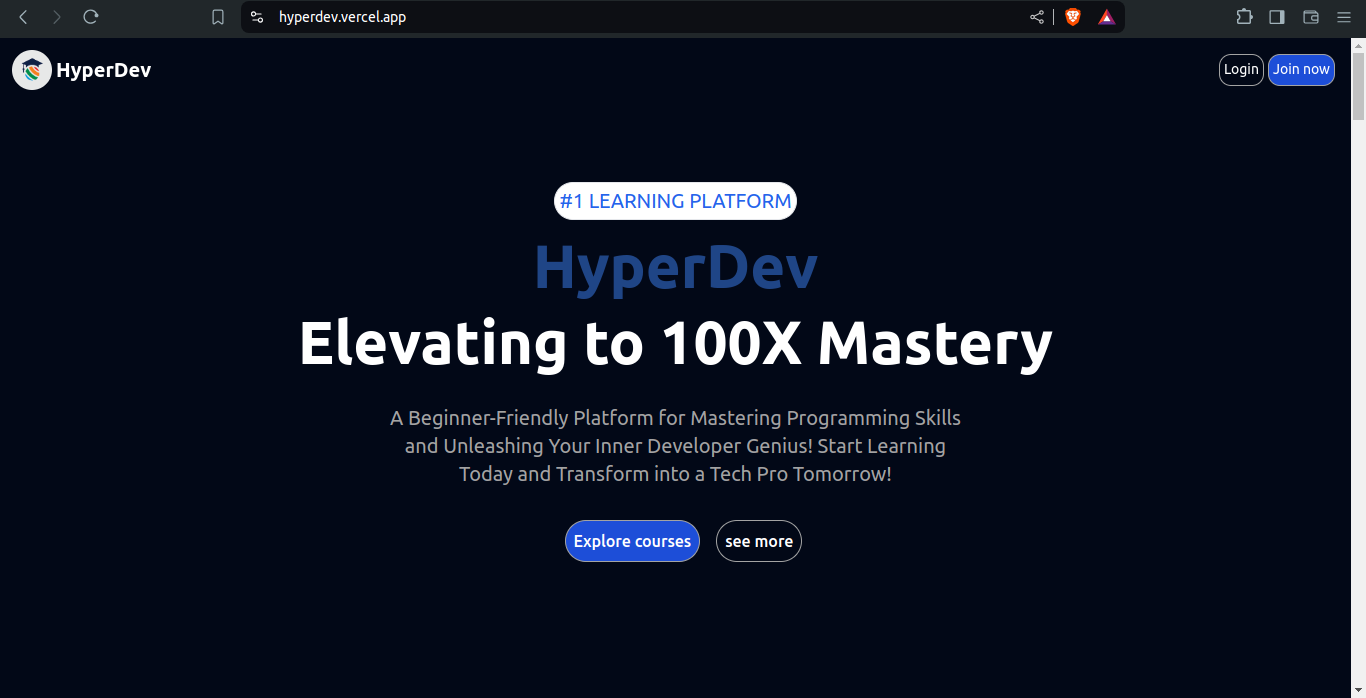 hyperdev.vercel.app
HyperDev
Login
Join now
#1 LEARNING PLATFORM
HyperDev
Elevating to 100X Mastery
A Beginner-Friendly Platform for Mastering Programming Skills
and Unleashing Your Inner Developer Genius! Start Learning
Today and Transform into a Tech Pro Tomorrow!
Explore courses
see more